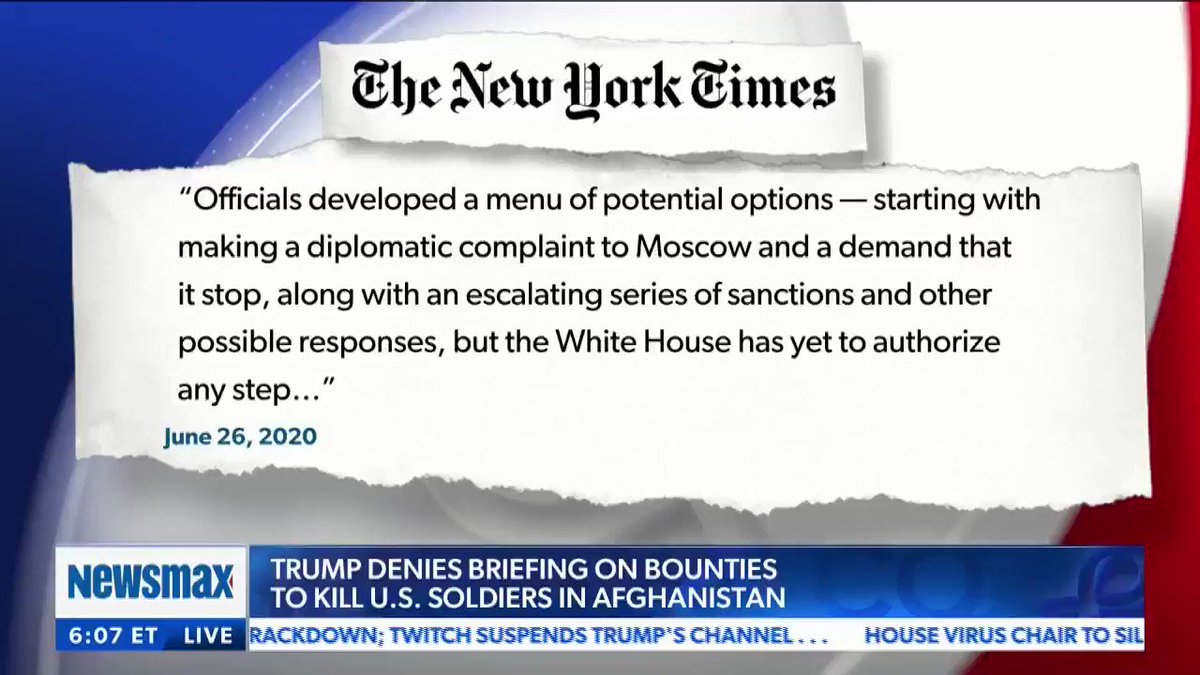 The New York Times
“Officials developed a menu of potential options — starting with
making a diplomatic complaint to Moscow and a demand that
it stop, along with an escalating series of sanctions and other
possible responses, but the White House has yet to authorize
any step…”
June 26, 2020
NEWSMAX
TRUMP DENIES BRIEFING ON BOUNTIES
TO KILL U.S. SOLDIERS IN AFGHANISTAN
6:07 ET LIVE
RACKDOWN; TWITCH SUSPENDS TRUMP'S CHANNEL... HOUSE VIRUS CHAIR TO SIL